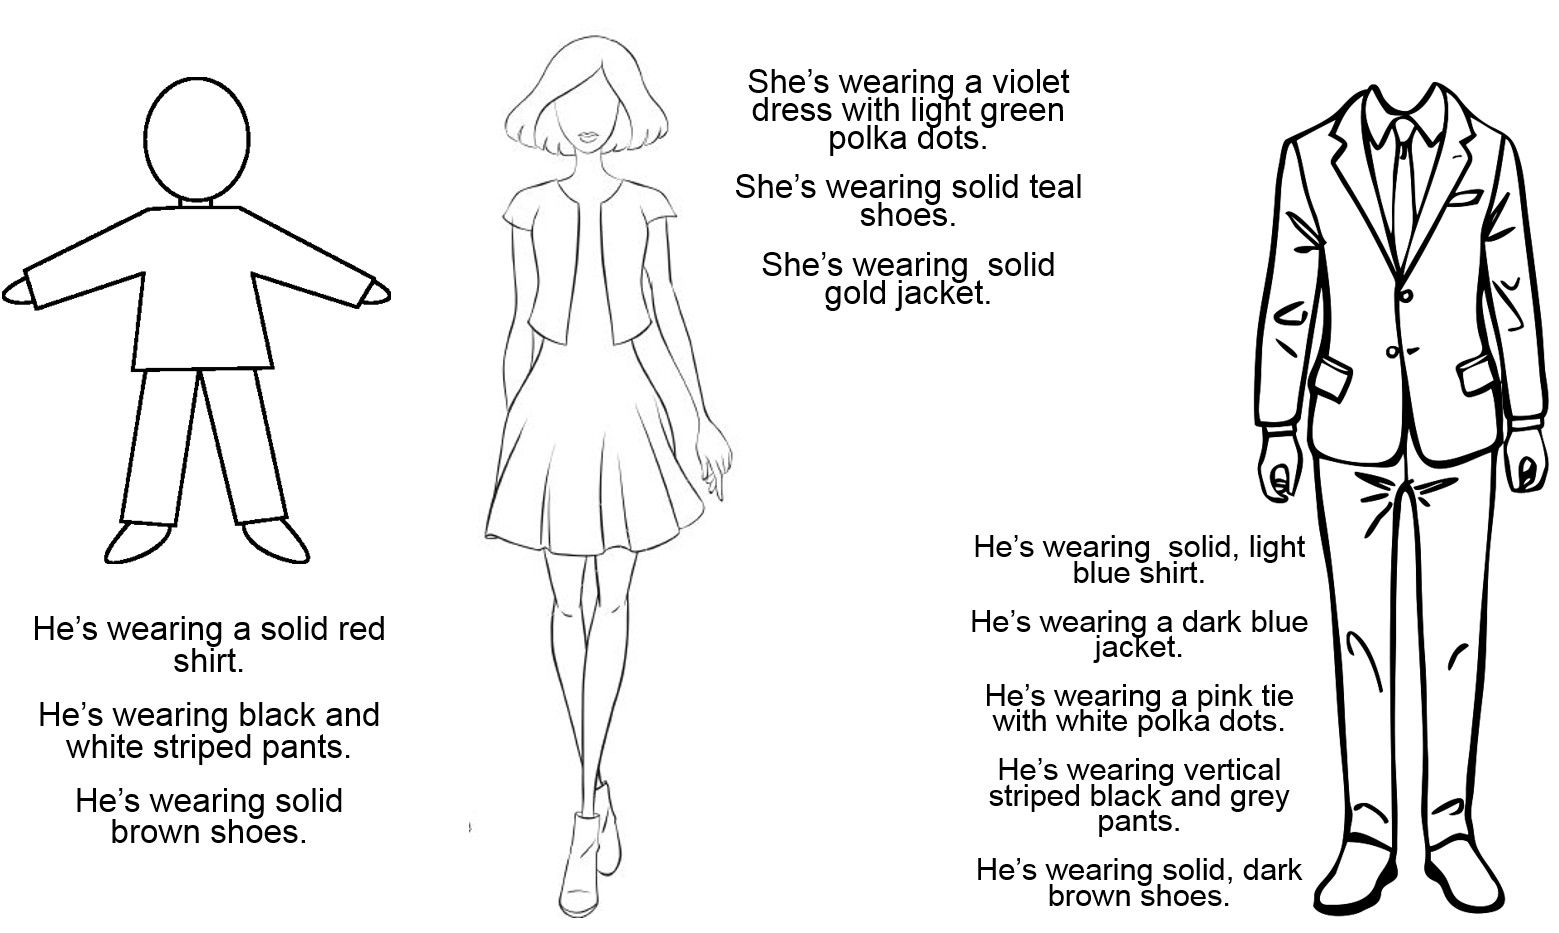 He's wearing a solid red
shirt.
He's wearing black and
white striped pants.
He's wearing solid
brown shoes.
She's wearing a violet
dress with light green
polka dots.
She's wearing solid teal
shoes.
She's wearing  solid
gold jacket.
He's wearing  solid, light
blue shirt.
He's wearing a dark blue
jacket.
He's wearing a pink tie
with white polka dots.
He's wearing vertical
striped black and grey
pants.
He's wearing solid, dark
brown shoes.